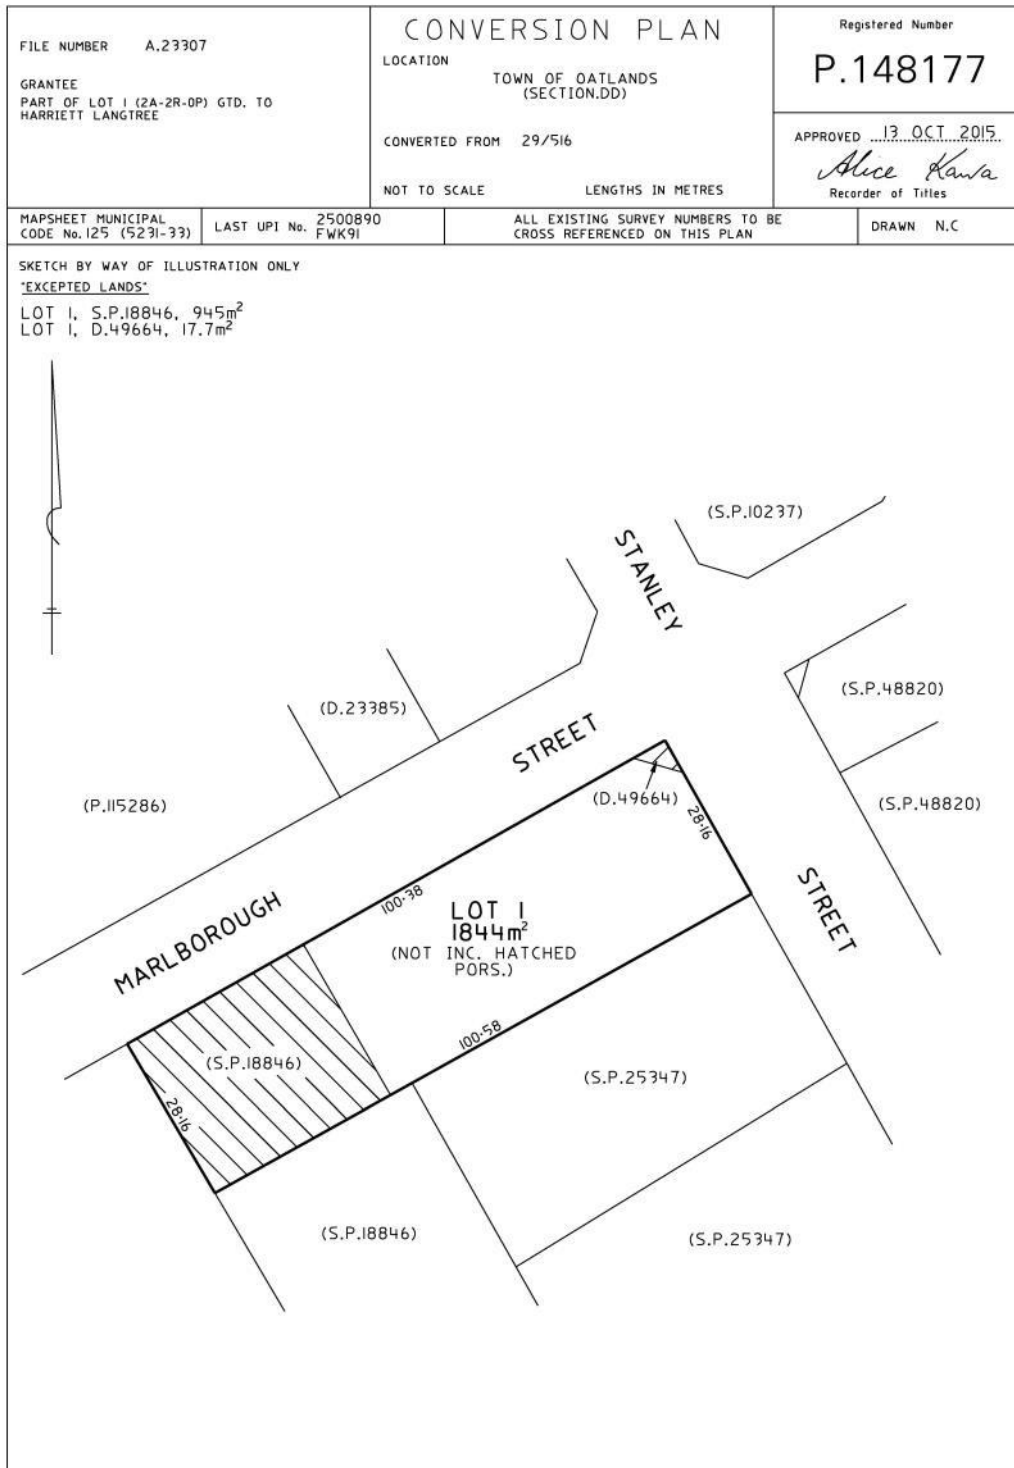 FILE NUMBER A.23307
GRANTEE
PART OF LOT 1 (2A-2R-0P) GTD. TO
HARRIETT LANGTREE
CONVERSION PLAN
LOCATION
TOWN OF OATLANDS
(SECTION.DD)
CONVERTED FROM 29/516
NOT TO SCALE LENGTHS IN METRES
Registered Number
P.148177
APPROVED 13 OCT 2015
Alice Kawa
Recorder of Titles
MAPSHEET MUNICIPAL
CODE No. 125 (5231-33)
LAST UPI No. 2500890
FWK91
ALL EXISTING SURVEY NUMBERS TO BE
CROSS REFERENCED ON THIS PLAN
DRAWN N.C
SKETCH BY WAY OF ILLUSTRATION ONLY
"EXCEPTED LANDS"
LOT 1, S.P.18846, 945m²
LOT 1, D.49664, 17.7m²
(S.P.10237)
STANLEY
(S.P.48820)
(D.23385)
STREET
(P.115286)
(D.49664)
(S.P.48820)
28·16
100·38
STREET
MARLBOROUGH
LOT 1
1844m²
(NOT INC. HATCHED
PORS.)
100·58
(S.P.18846)
(S.P.25347)
28·16
(S.P.18846)
(S.P.25347)